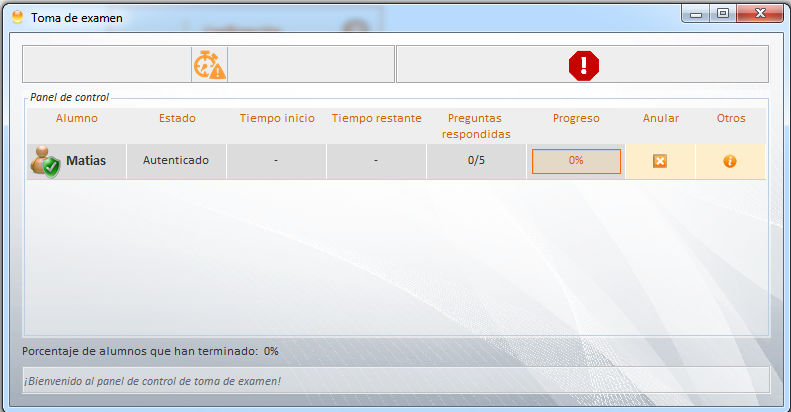 Toma de examen
Panel de control
Alumno Estado Tiempo inicio Tiempo restante Preguntas respondidas Progreso Anular Otros
Matias Autenticado - - 0/5 0%
Porcentaje de alumnos que han terminado: 0%
¡Bienvenido al panel de control de toma de examen!